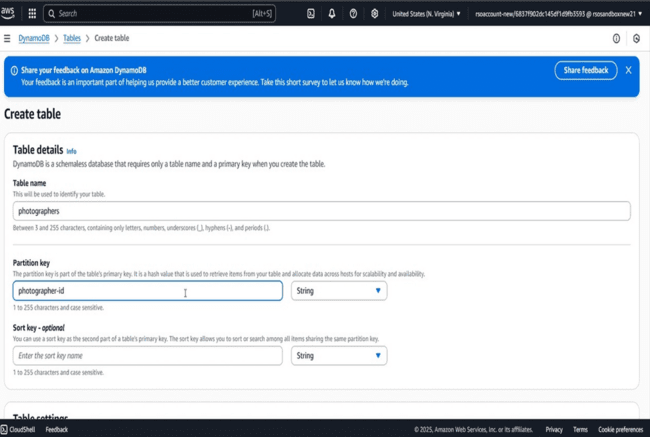 aws Search [Alt+S] United States (N. Virginia) ▼
DynamoDB > Tables > Create table
Share your feedback on Amazon DynamoDB
Your feedback is an important part of helping us provide a better customer experience. Take this short survey to let us know how we're doing.
Share feedback X
Create table
Table details Info
DynamoDB is a schemaless database that requires only a table name and a primary key when you create the table.
Table name
This will be used to identify your table.
photographers
Between 3 and 255 characters, containing only letters, numbers, underscores (_), hyphens (-), and periods (.).
Partition key
The partition key is part of the table's primary key. It is a hash value that is used to retrieve items from your table and allocate data across hosts for scalability and availability.
photographer-id String
1 to 255 characters and case sensitive.
Sort key - optional
You can use a sort key as the second part of a table's primary key. The sort key allows you to sort or search among all items sharing the same partition key.
Enter the sort key name String
1 to 255 characters and case sensitive.
Table settings
CloudShell Feedback © 2025, Amazon Web Services, Inc. or its affiliates. Privacy Terms Cookie preferences